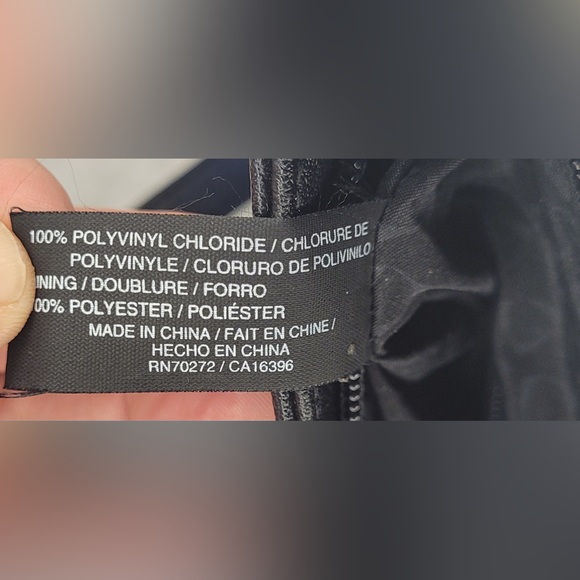 100% POLYVINYL CHLORIDE / CHLORURE DE
POLYVINYLE / CLORURO DE POLIVINILO
INING / DOUBLURE / FORRO
00% POLYESTER / POLIÉSTER
MADE IN CHINA / FAIT EN CHINE /
HECHO EN CHINA
RN70272 / CA16396